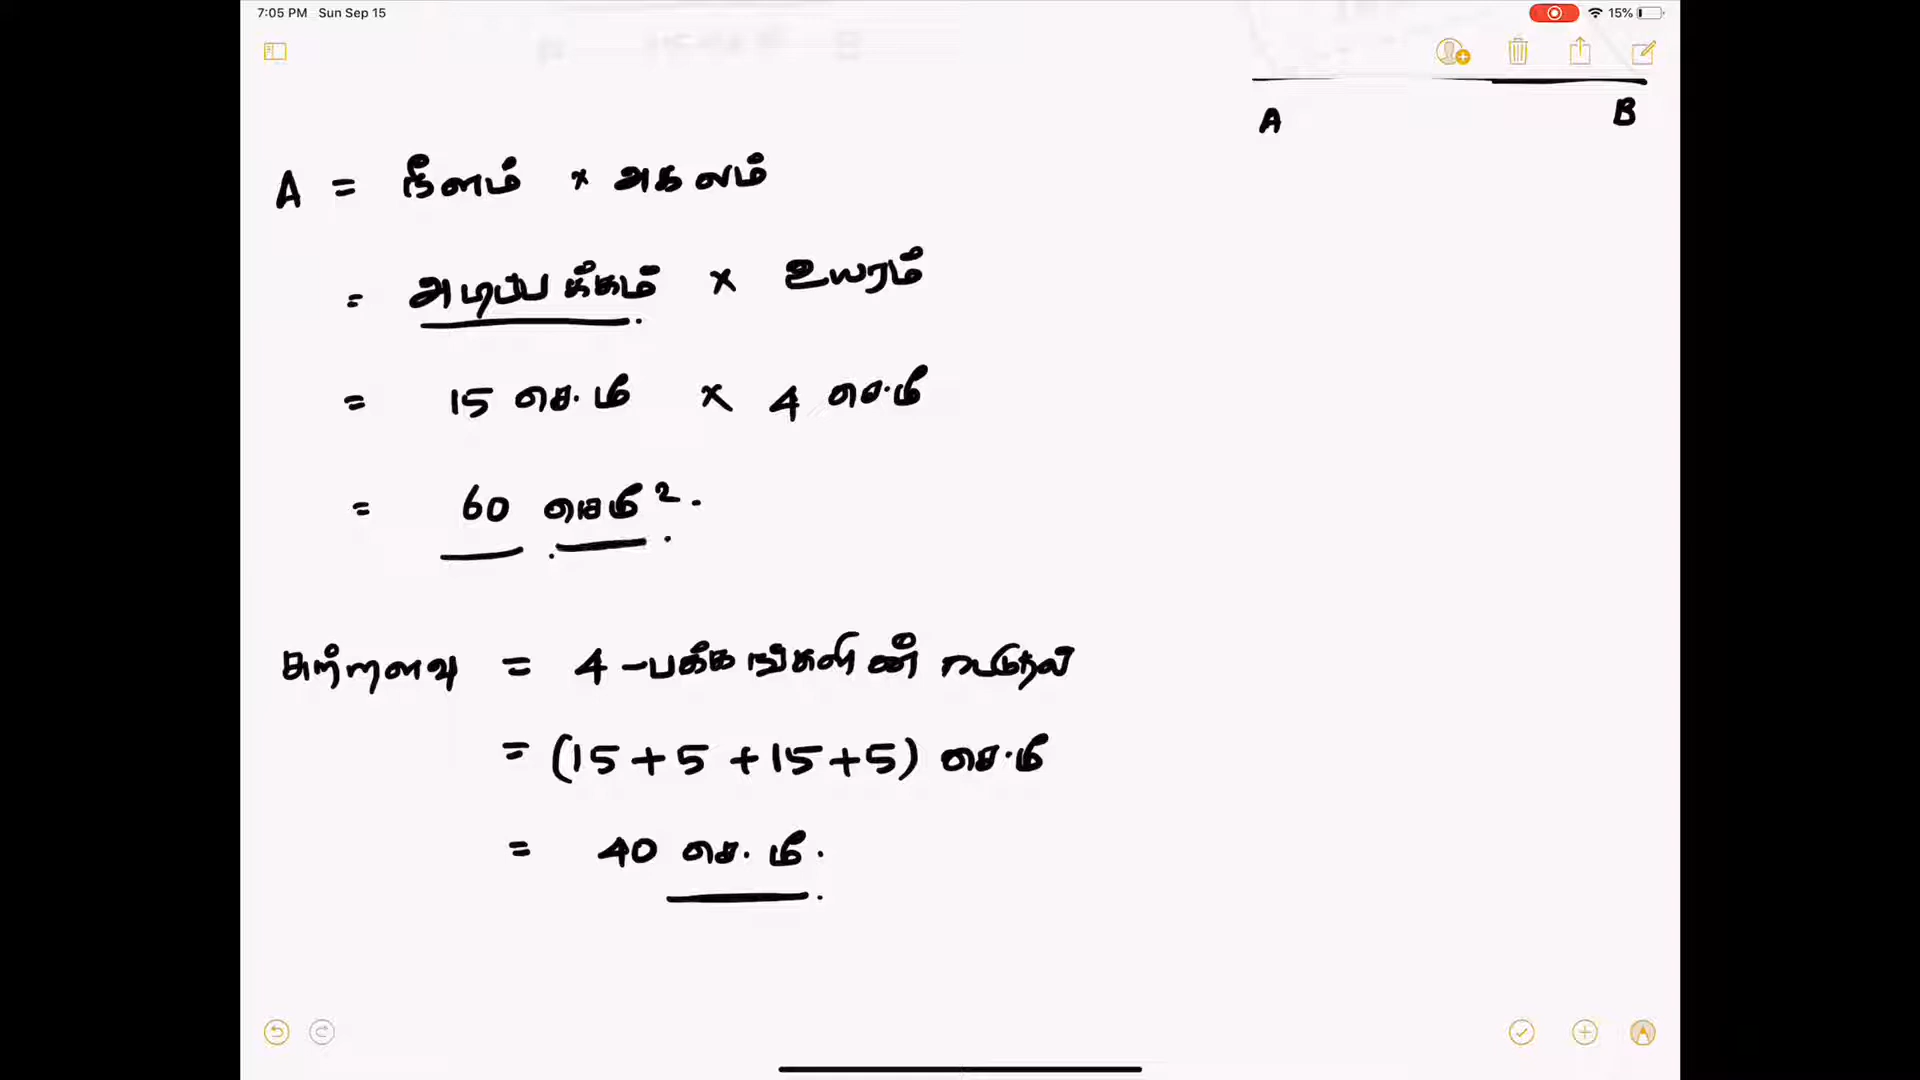 7:05 PM Sun Sep 15
15%
A B
A = நீளம் × அகலம்
= அடிப்பக்கம் × உயரம்
= 15 செ.மீ × 4 செ.மீ
= 60 செமீ².
சுற்றளவு = 4-பக்கங்களின் கூடுதல்
= (15+5+15+5) செ.மீ
= 40 செ.மீ.